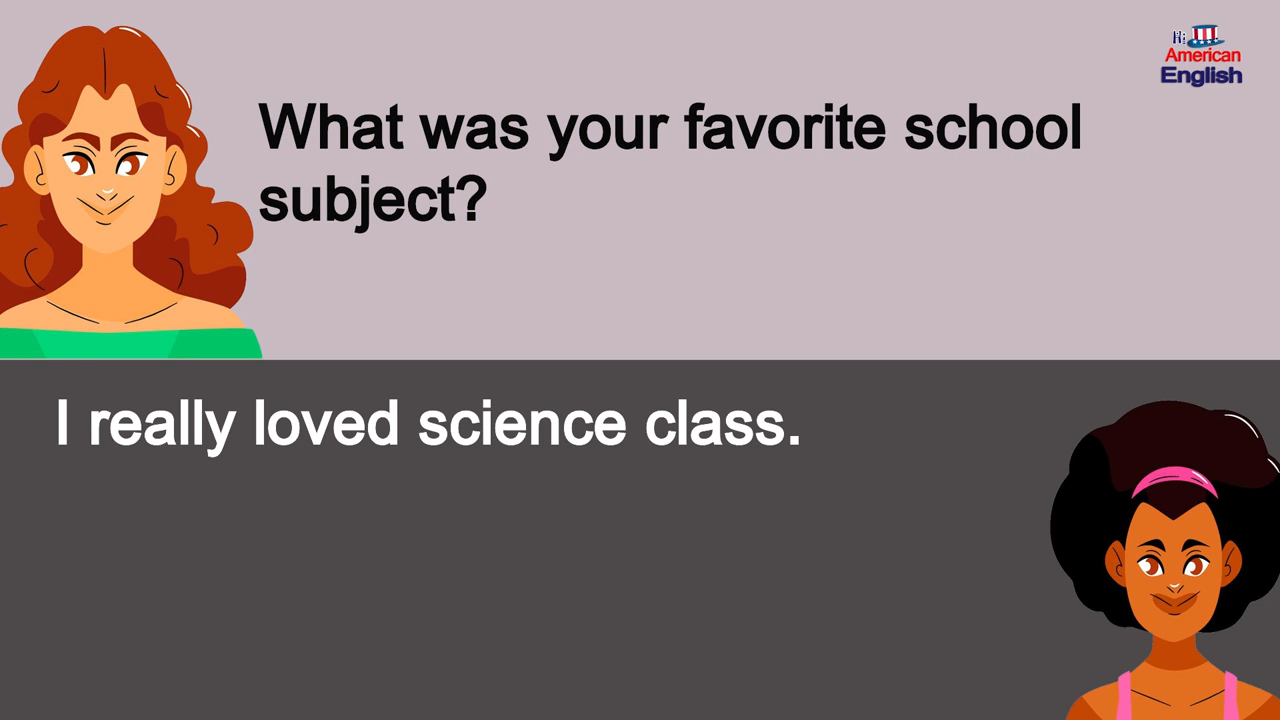 Hi
American
English
What was your favorite school
subject?
I really loved science class.